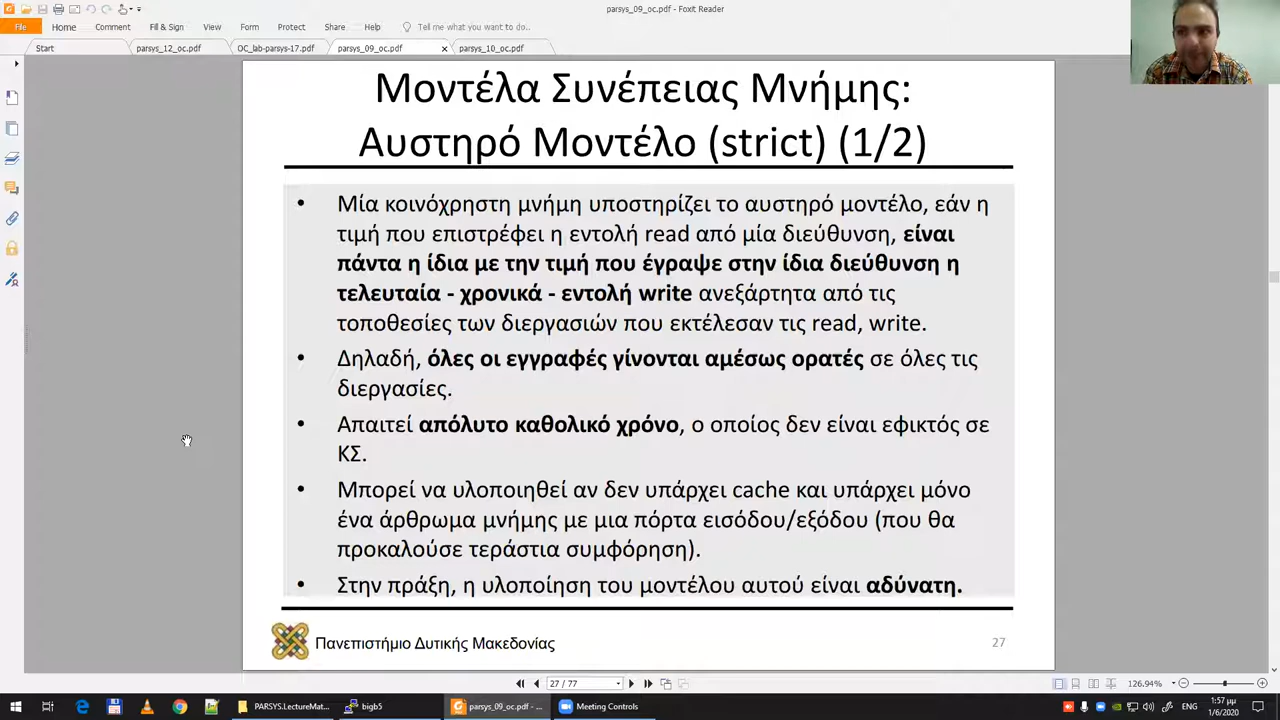 parsys_09_oc.pdf - Foxit Reader
File Home Comment Fill & Sign View Form Protect Share Help Tell me what you want to do...
Start parsys_12_oc.pdf OC_lab-parsys-17.pdf parsys_09_oc.pdf parsys_10_oc.pdf
Μοντέλα Συνέπειας Μνήμης:
Αυστηρό Μοντέλο (strict) (1/2)
• Μία κοινόχρηστη μνήμη υποστηρίζει το αυστηρό μοντέλο, εάν η
τιμή που επιστρέφει η εντολή read από μία διεύθυνση, είναι
πάντα η ίδια με την τιμή που έγραψε στην ίδια διεύθυνση η
τελευταία - χρονικά - εντολή write ανεξάρτητα από τις
τοποθεσίες των διεργασιών που εκτέλεσαν τις read, write.
• Δηλαδή, όλες οι εγγραφές γίνονται αμέσως ορατές σε όλες τις
διεργασίες.
• Απαιτεί απόλυτο καθολικό χρόνο, ο οποίος δεν είναι εφικτός σε
ΚΣ.
• Μπορεί να υλοποιηθεί αν δεν υπάρχει cache και υπάρχει μόνο
ένα άρθρωμα μνήμης με μια πόρτα εισόδου/εξόδου (που θα
προκαλούσε τεράστια συμφόρηση).
• Στην πράξη, η υλοποίηση του μοντέλου αυτού είναι αδύνατη.
Πανεπιστήμιο Δυτικής Μακεδονίας 27
27 / 77 126.94%
PARSYS.LectureMat... bigb5 parsys_09_oc.pdf - ... Meeting Controls 1:57 μμ
1/6/2020